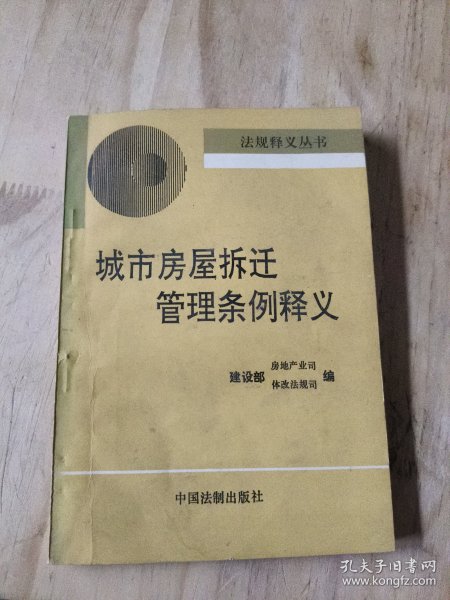 法规释义丛书
城市房屋拆迁
管理条例释义
建设部 房地产业司 体改法规司 编
中国法制出版社
孔夫子旧书网
www.kongfz.com